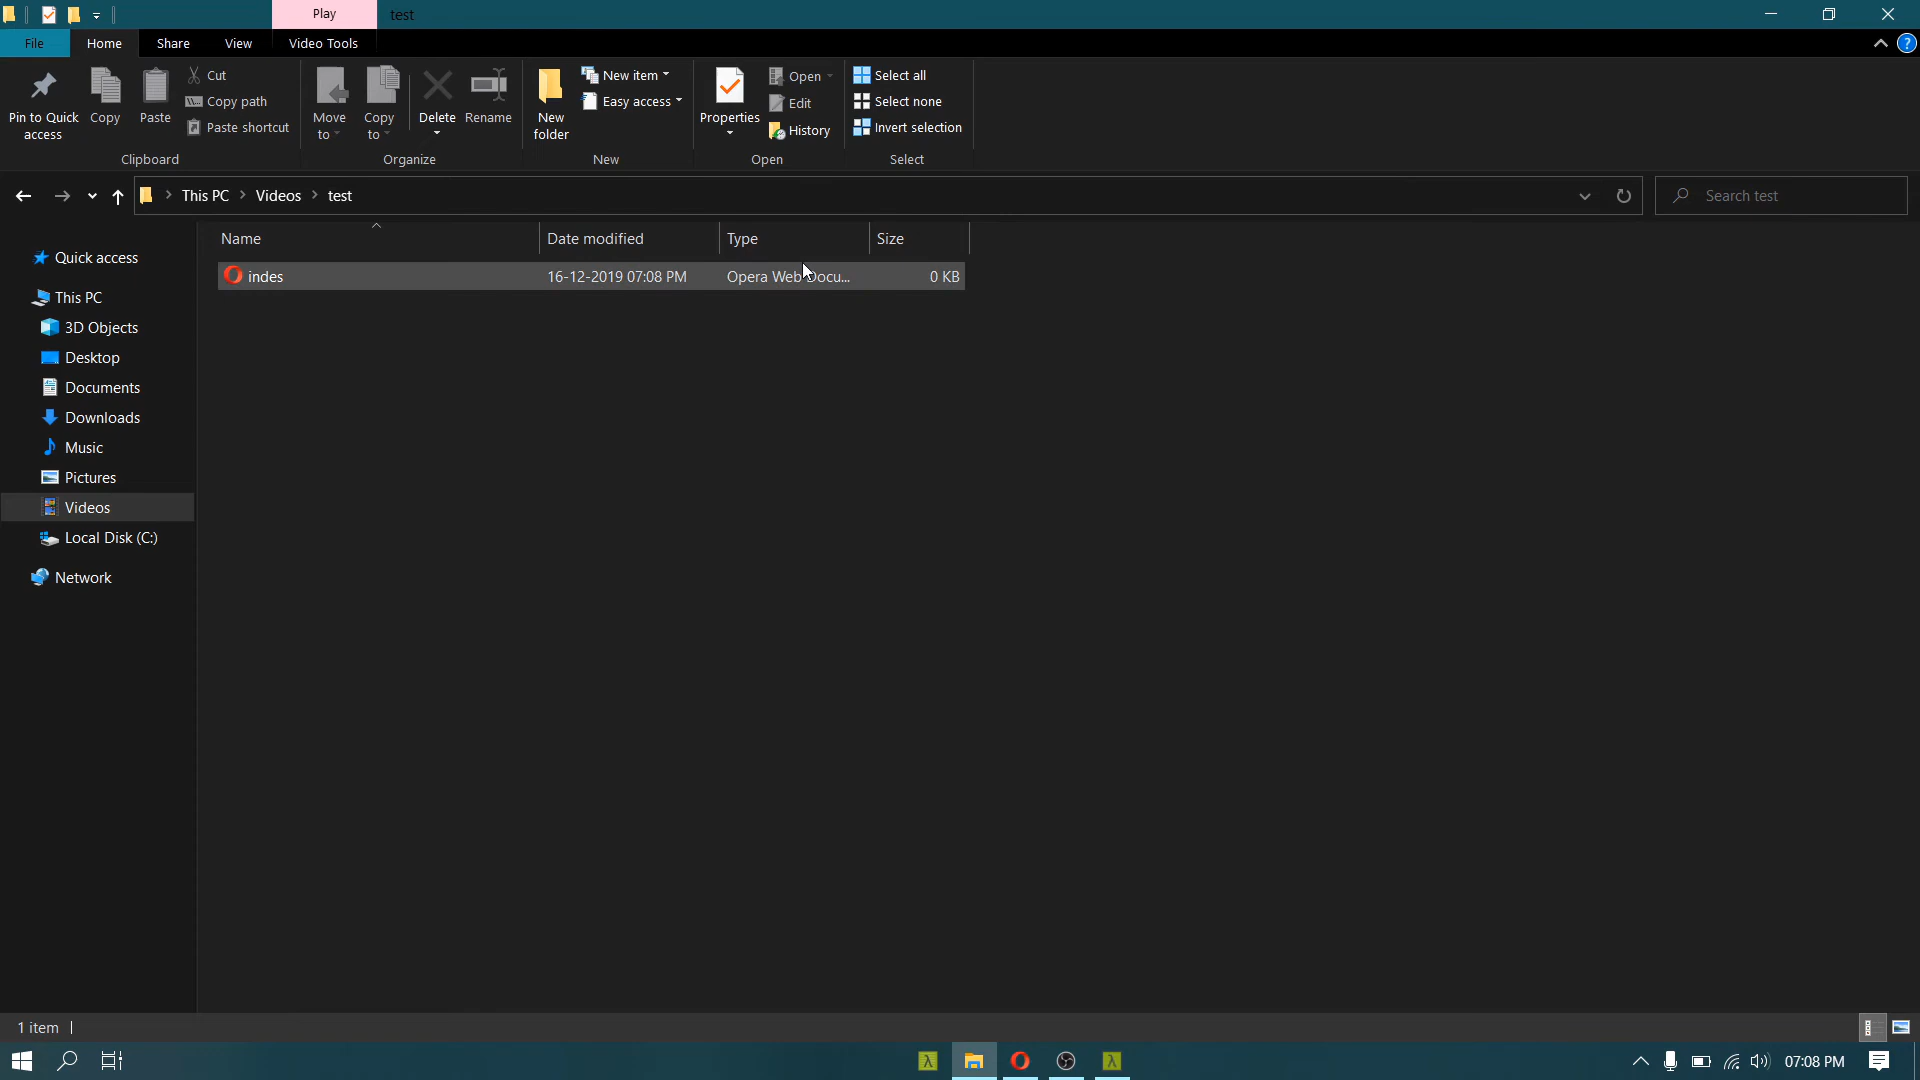 Play
test
File
Home
Share
View
Video Tools
Pin to Quick
access
Copy
Paste
Cut
Copy path
Paste shortcut
Clipboard
Move
to
Copy
to
Delete
Rename
Organize
New
folder
New item
Easy access
New
Properties
Open
Edit
History
Open
Select all
Select none
Invert selection
Select
This PC
Videos
test
Search test
Name
Date modified
Type
Size
indes
16-12-2019 07:08 PM
Opera Web Docu...
0 KB
Quick access
This PC
3D Objects
Desktop
Documents
Downloads
Music
Pictures
Videos
Local Disk (C:)
Network
1 item
07:08 PM